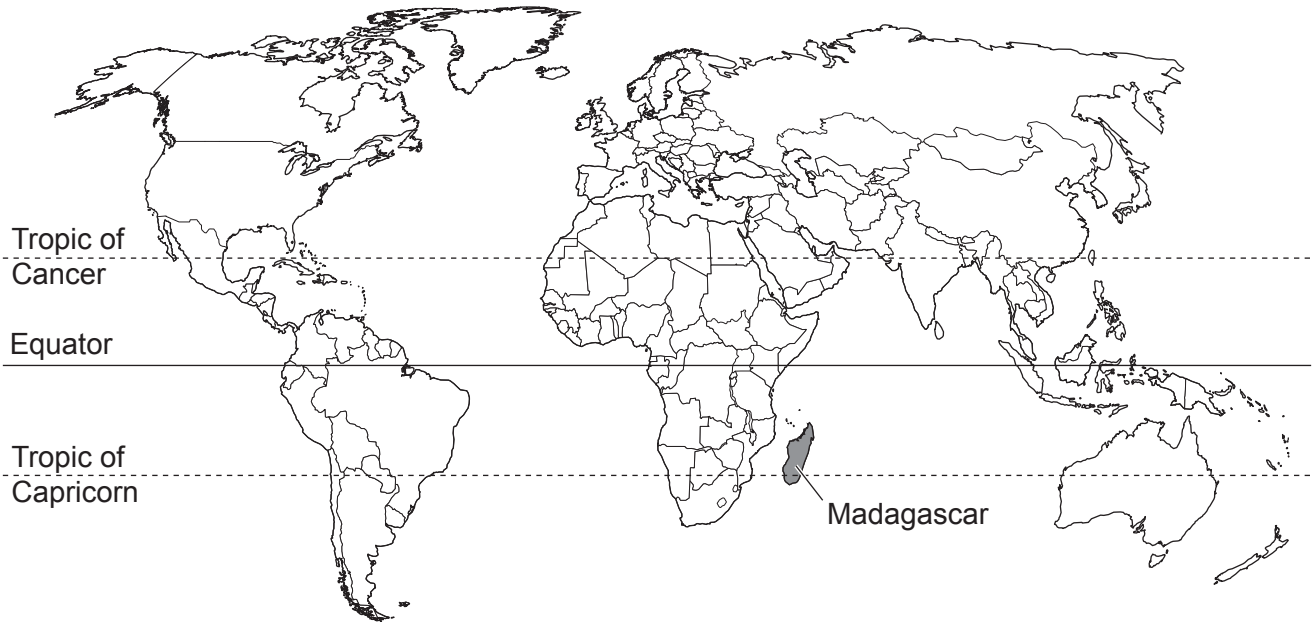 Tropic of
Cancer
Equator
Tropic of
Capricorn
Madagascar